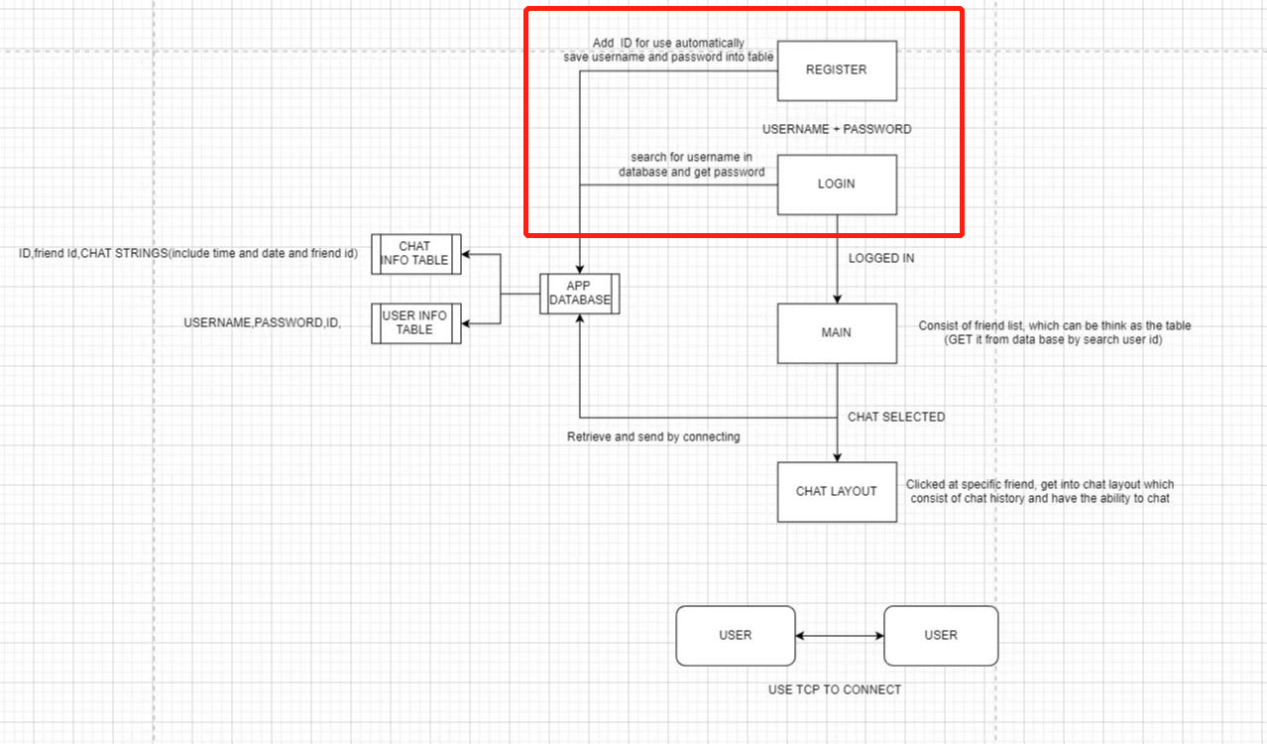 Add ID for use automatically
save username and password into table
REGISTER
USERNAME + PASSWORD
search for username in
database and get password
LOGIN
ID,friend Id,CHAT STRINGS(include time and date and friend id)
CHAT
INFO TABLE
LOGGED IN
APP
DATABASE
USERNAME,PASSWORD,ID,
USER INFO
TABLE
MAIN
Consist of friend list, which can be think as the table
(GET it from data base by search user id)
CHAT SELECTED
Retrieve and send by connecting
CHAT LAYOUT
Clicked at specific friend, get into chat layout which
consist of chat history and have the ability to chat
USER
USER
USE TCP TO CONNECT